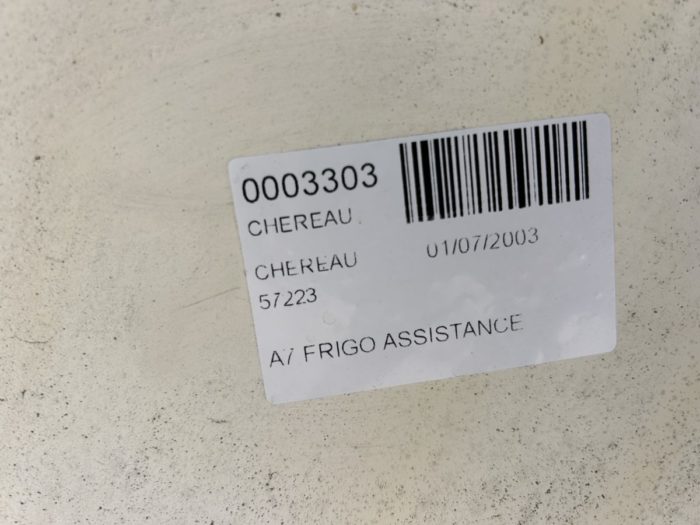 0003303
CHEREAU
01/07/2003
CHEREAU
57223
A7 FRIGO ASSISTANCE